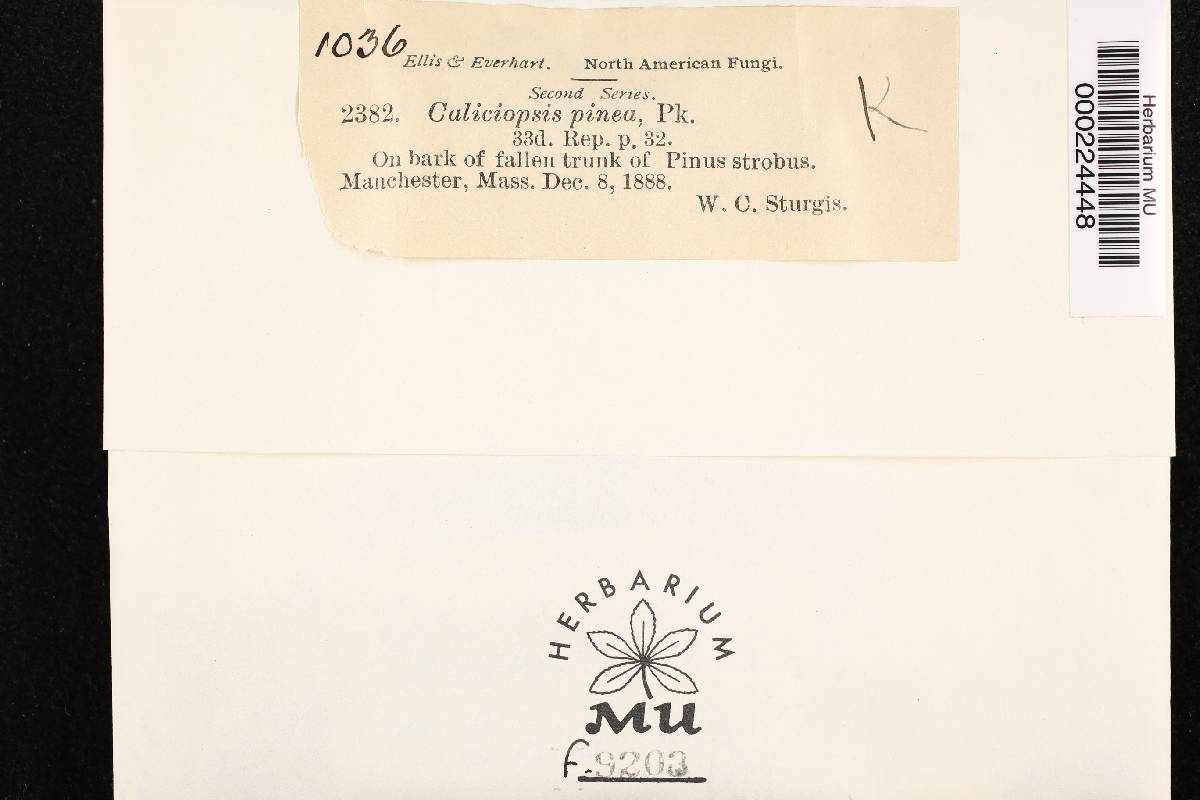 1036
Ellis & Everhart. North American Fungi.
Second Series.
2382. Caliciopsis pinea, Pk.
33d. Rep. p. 32.
On bark of fallen trunk of Pinus strobus.
Manchester, Mass. Dec. 8, 1888.
W. C. Sturgis.
K
Herbarium MU
000224448
HERBARIUM
MU
F. 9203